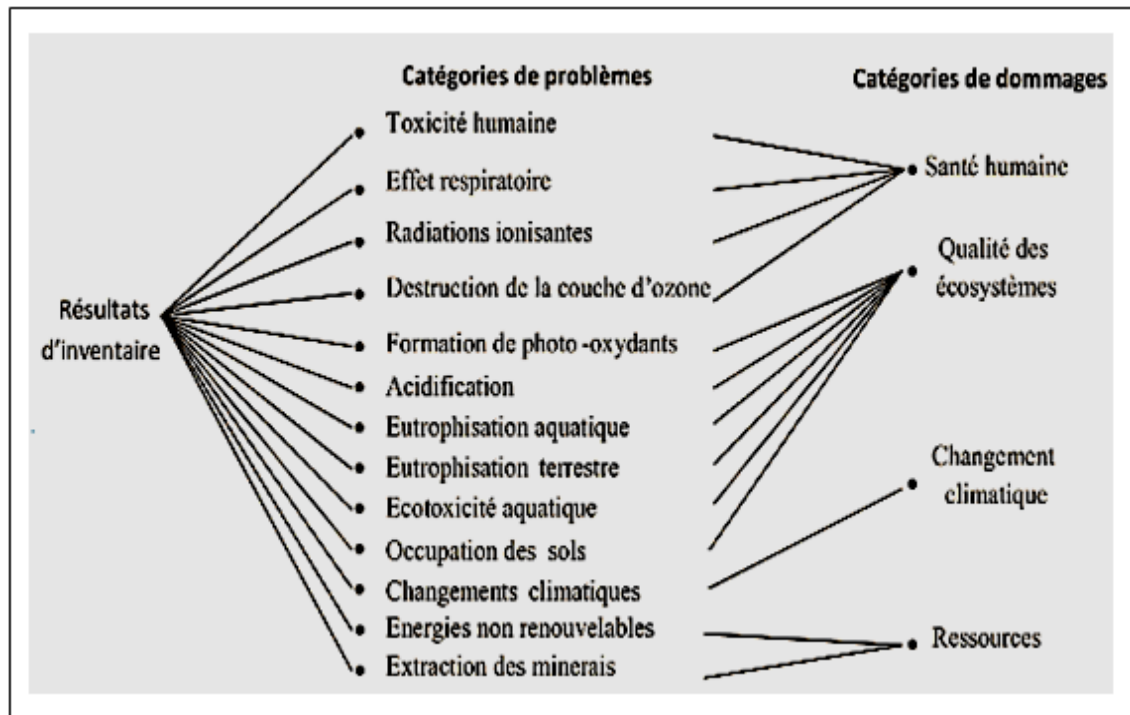 Catégories de problèmes
Catégories de dommages
Toxicité humaine
Effet respiratoire
Radiations ionisantes
Destruction de la couche d'ozone
Formation de photo -oxydants
Acidification
Eutrophisation aquatique
Eutrophisation terrestre
Ecotoxicité aquatique
Occupation des sols
Changements climatiques
Energies non renouvelables
Extraction des minerais
Résultats
d'inventaire
Santé humaine
Qualité des
écosystèmes
Changement
climatique
Ressources